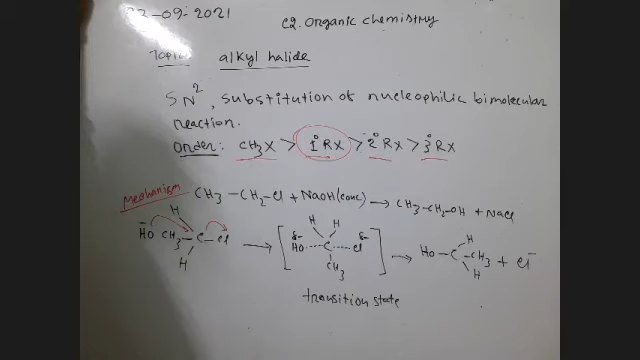 -09-2021
C2. Organic chemistry
Topic: alkyl halide
SN², substitution of nucleophilic bimolecular
reaction.
Order: CH3X > 1° RX > 2° RX > 3° RX
Mechanism CH3-CH2-Cl + NaOH(conc) → CH3-CH2-OH + NaCl
H H H H
HO⁻ CH3-C-Cl → [δ- HO·····C·····Cl δ-] → HO-C-CH3 + Cl⁻
H CH3 H
transition state